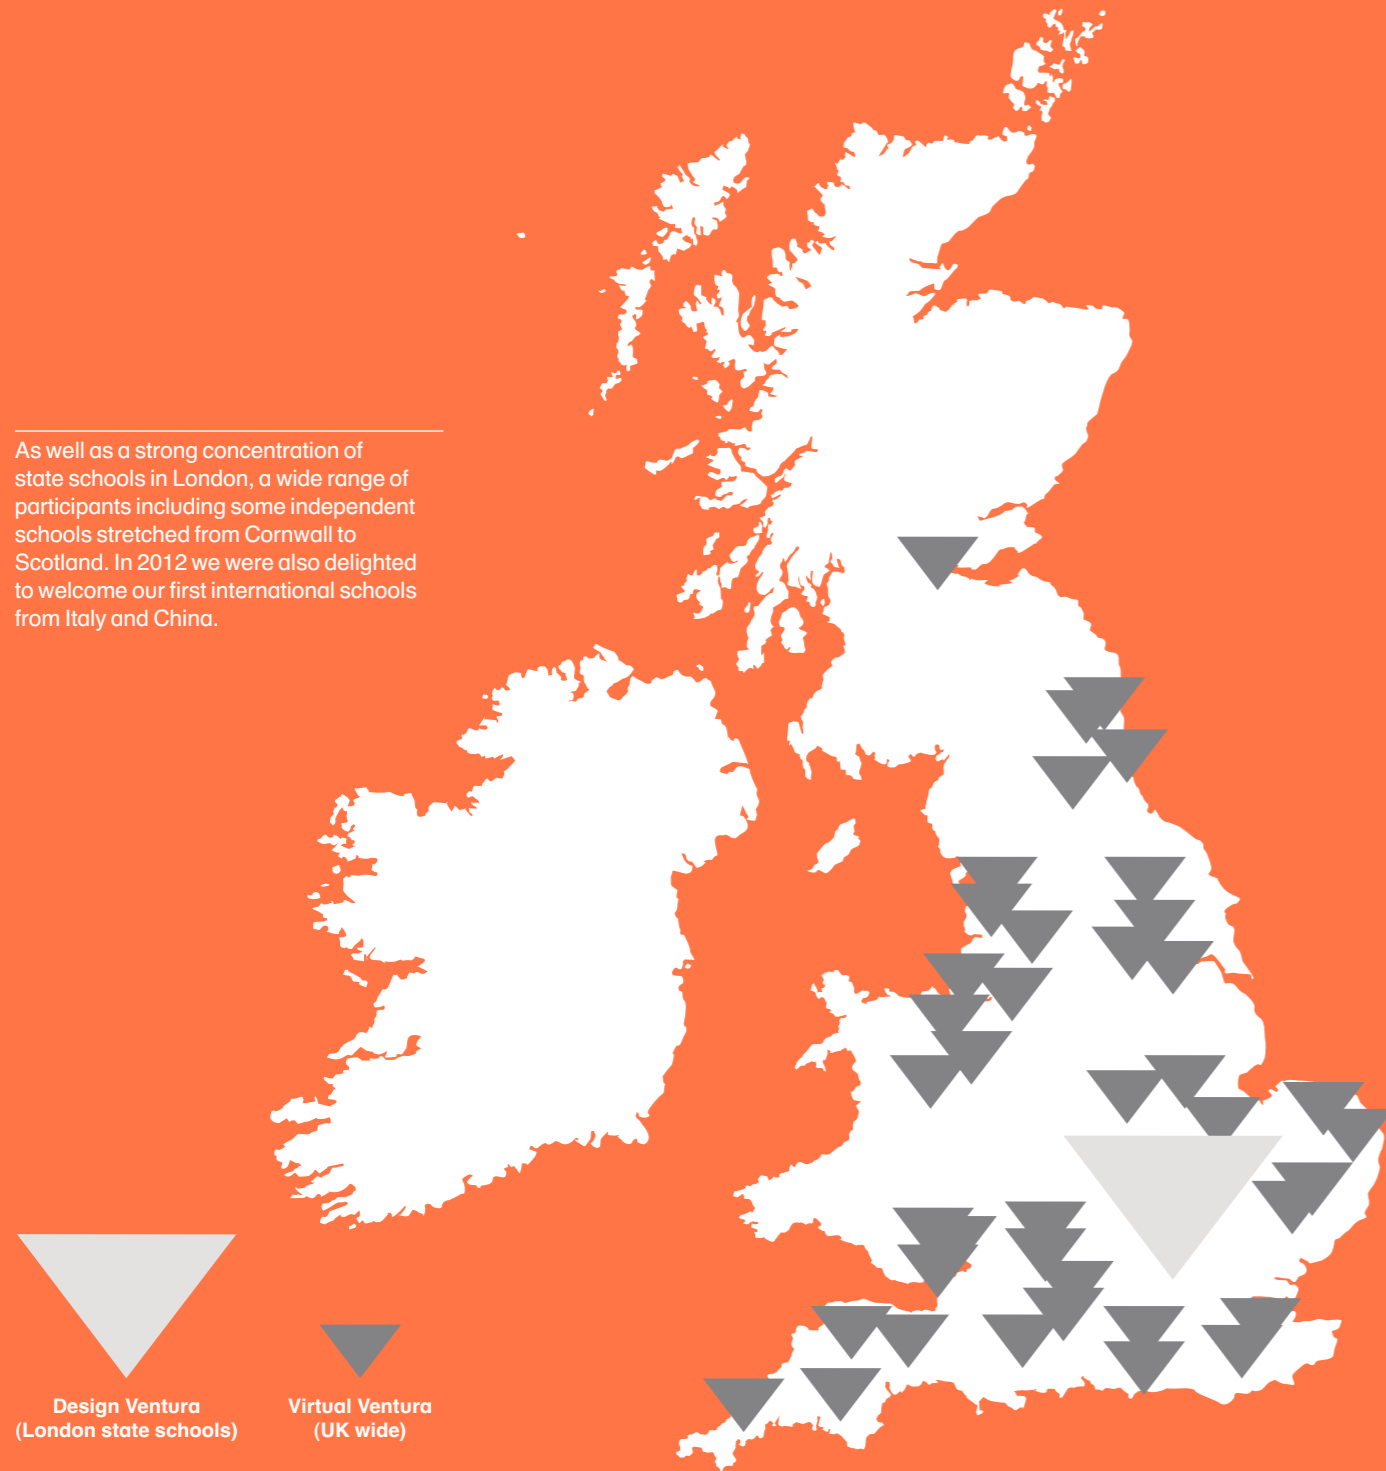 As well as a strong concentration of
state schools in London, a wide range of
participants including some independent
schools stretched from Cornwall to
Scotland. In 2012 we were also delighted
to welcome our first international schools
from Italy and China.
Design Ventura
(London state schools)
Virtual Ventura
(UK wide)